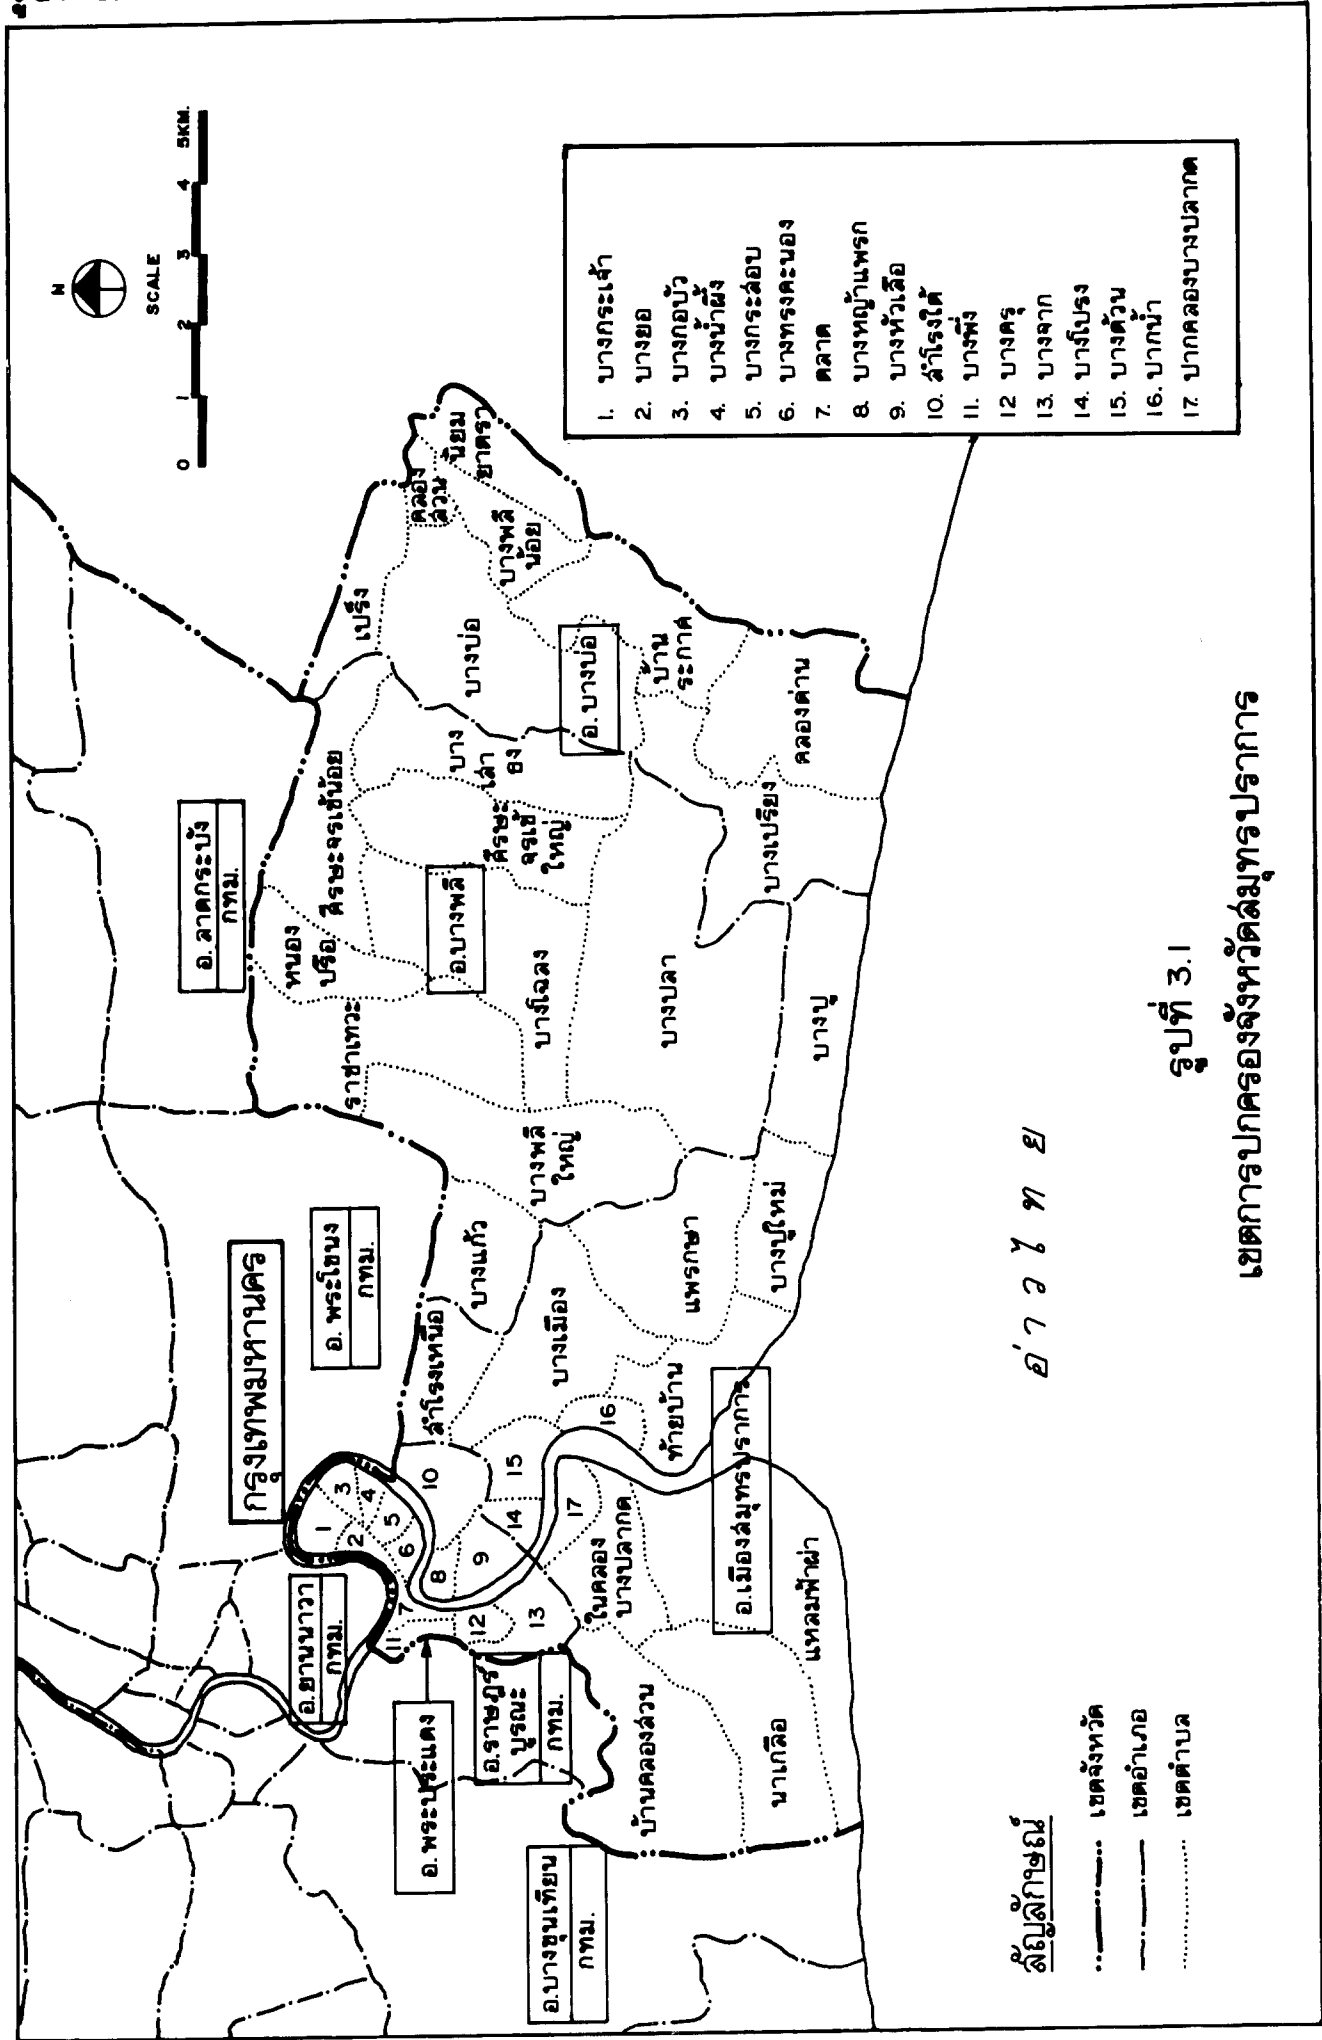 N
SCALE
0 1 2 3 4 5KM.
กรุงเทพมหานคร
อ. ลาดกระบัง
กทม.
อ. พระโขนง
กทม.
อ.ยานนาวา
กทม.
อ. พระประแดง
อ.ราษฎร์
บูรณะ
กทม.
อ.บางขุนเทียน
กทม.
อ.บางพลี
อ. บางบ่อ
อ.เมืองสมุทรปราการ
เปร็ง
คลอง
สวน
นิยม
ยาตรา
บางพลี
น้อย
บางบ่อ
บ้าน
ระกาศ
คลองด่าน
บางเปรียง
ศีรษะจรเข้น้อย
บาง
เสา
ธง
ศีรษะ
จรเข้
ใหญ่
หนอง
ปรือ
ราชาเทวะ
บางโฉลง
บางปลา
บางปู
บางพลี
ใหญ่
บางแก้ว
สำโรงเหนือ
บางเมือง
แพรกษา
บางปูใหม่
ท้ายบ้าน
ในคลอง
บางปลากด
แหลมฟ้าผ่า
บ้านคลองสวน
นาเกลือ
1
2
3
4
5
6
7
8
9
10
11
12
13
14
15
16
17
อ่าวไทย
1. บางกระเจ้า
2. บางยอ
3. บางกอบัว
4. บางน้ำผึ้ง
5. บางกระสอบ
6. บางทรงคะนอง
7. ตลาด
8. บางหญ้าแพรก
9. บางหัวเสือ
10. สำโรงใต้
11. บางพึ่ง
12 บางครุ
13. บางจาก
14. บางโปรง
15. บางด้วน
16. ปากน้ำ
17. ปากคลองบางปลากด
สัญลักษณ์
เขตจังหวัด
เขตอำเภอ
เขตตำบล
รูปที่ 3.1
เขตการปกครองจังหวัดสมุทรปราการ